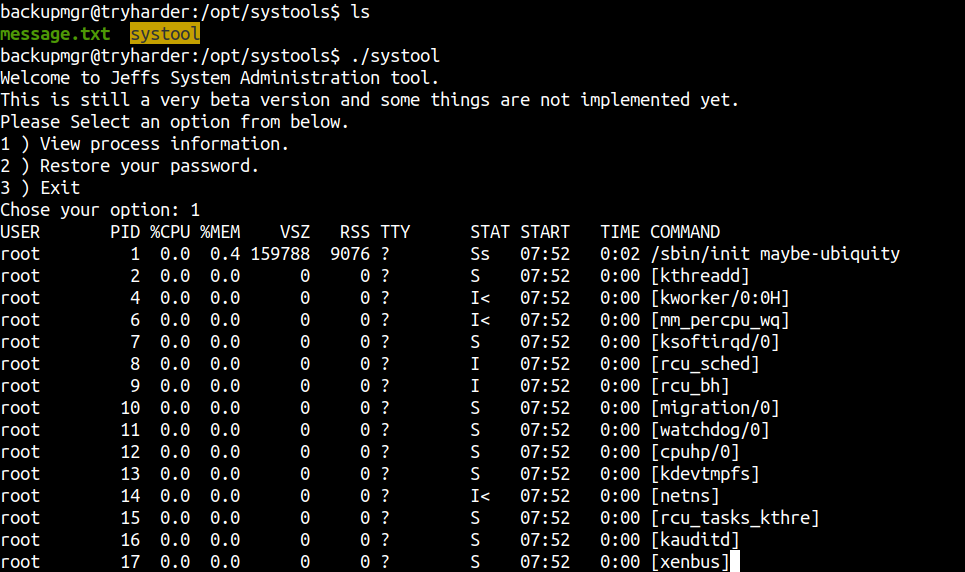 backupmgr@tryharder:/opt/systools$ ls
message.txt  systool
backupmgr@tryharder:/opt/systools$ ./systool
Welcome to Jeffs System Administration tool.
This is still a very beta version and some things are not implemented yet.
Please Select an option from below.
1 ) View process information.
2 ) Restore your password.
3 ) Exit
Chose your option: 1
USER       PID %CPU %MEM    VSZ   RSS TTY      STAT START   TIME COMMAND
root         1  0.0  0.4 159788  9076 ?        Ss   07:52   0:02 /sbin/init maybe-ubiquity
root         2  0.0  0.0      0     0 ?        S    07:52   0:00 [kthreadd]
root         4  0.0  0.0      0     0 ?        I<   07:52   0:00 [kworker/0:0H]
root         6  0.0  0.0      0     0 ?        I<   07:52   0:00 [mm_percpu_wq]
root         7  0.0  0.0      0     0 ?        S    07:52   0:00 [ksoftirqd/0]
root         8  0.0  0.0      0     0 ?        I    07:52   0:00 [rcu_sched]
root         9  0.0  0.0      0     0 ?        I    07:52   0:00 [rcu_bh]
root        10  0.0  0.0      0     0 ?        S    07:52   0:00 [migration/0]
root        11  0.0  0.0      0     0 ?        S    07:52   0:00 [watchdog/0]
root        12  0.0  0.0      0     0 ?        S    07:52   0:00 [cpuhp/0]
root        13  0.0  0.0      0     0 ?        S    07:52   0:00 [kdevtmpfs]
root        14  0.0  0.0      0     0 ?        I<   07:52   0:00 [netns]
root        15  0.0  0.0      0     0 ?        S    07:52   0:00 [rcu_tasks_kthre]
root        16  0.0  0.0      0     0 ?        S    07:52   0:00 [kauditd]
root        17  0.0  0.0      0     0 ?        S    07:52   0:00 [xenbus]